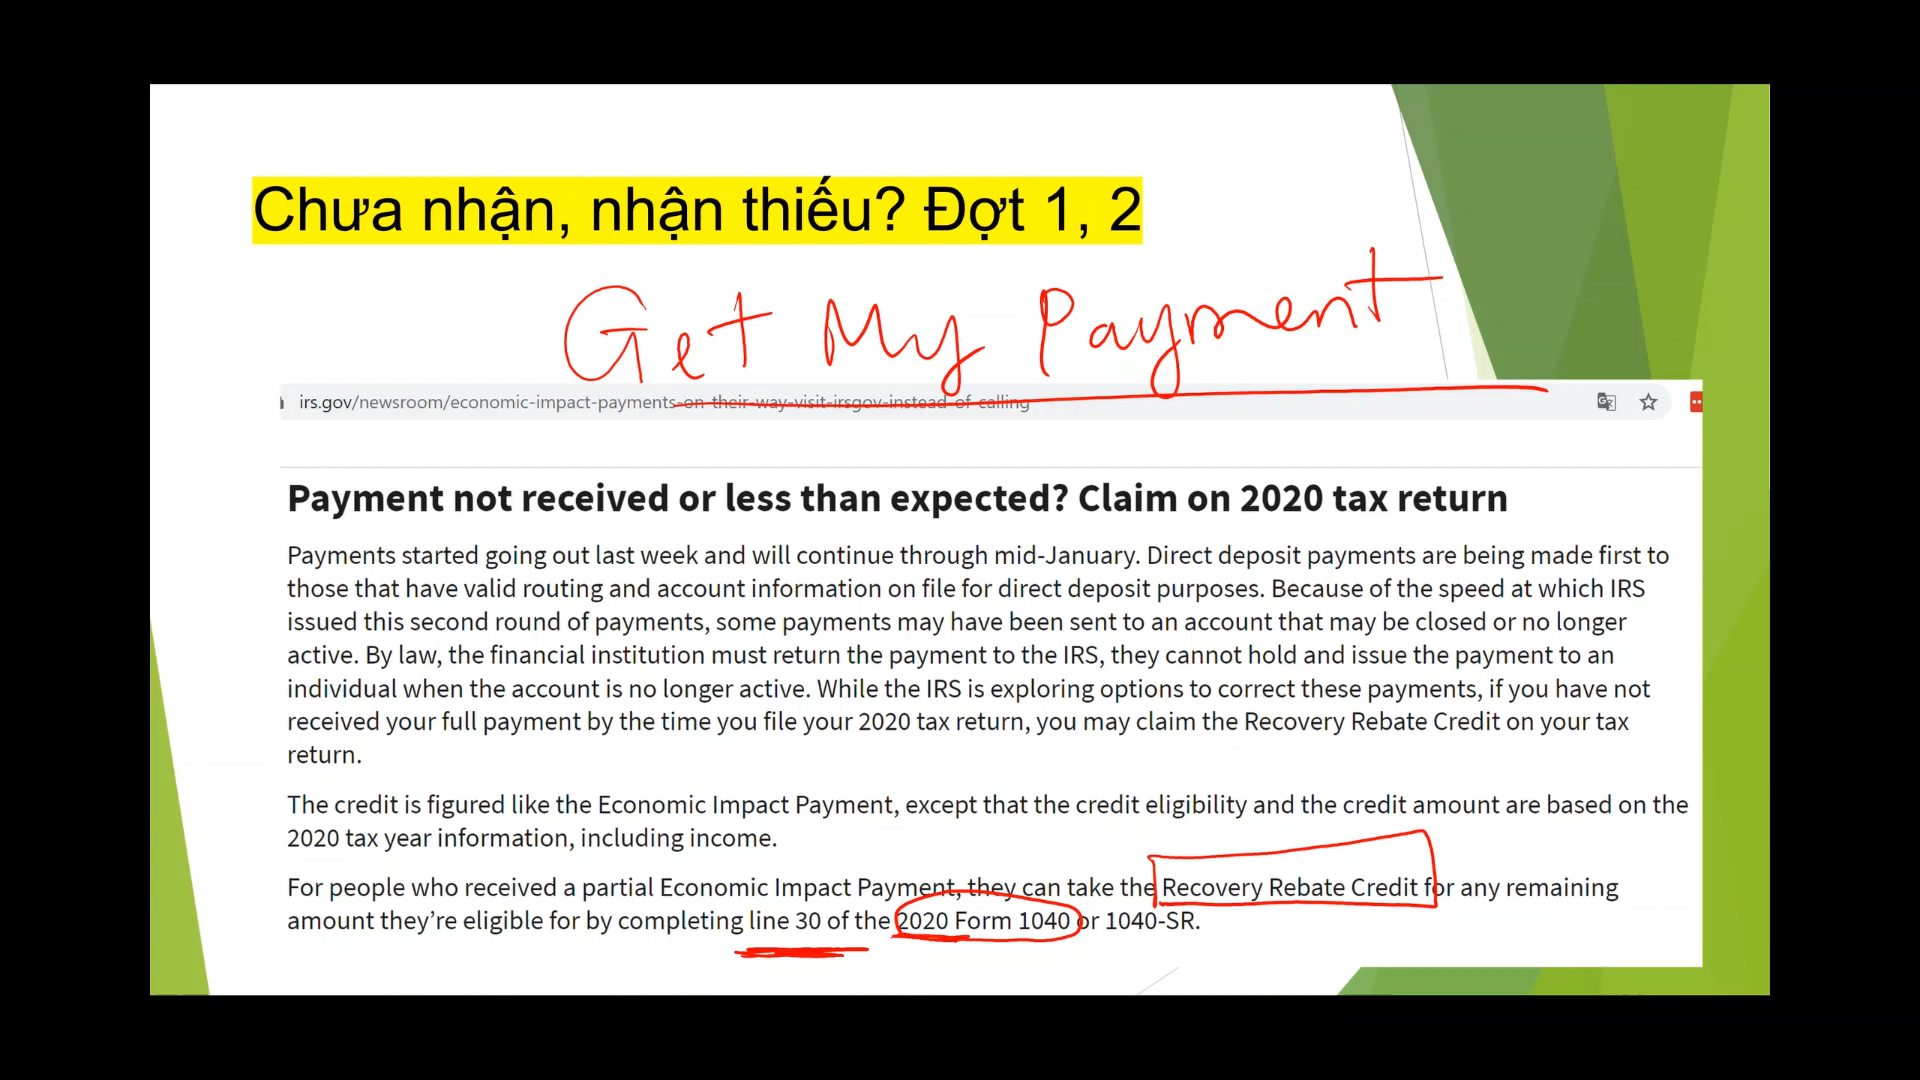 Chưa nhận, nhận thiếu? Đợt 1, 2
Get My Payment
irs.gov/newsroom/economic-impact-payments-on-their-way-visit-irsgov-instead-of-calling
Payment not received or less than expected? Claim on 2020 tax return
Payments started going out last week and will continue through mid-January. Direct deposit payments are being made first to
those that have valid routing and account information on file for direct deposit purposes. Because of the speed at which IRS
issued this second round of payments, some payments may have been sent to an account that may be closed or no longer
active. By law, the financial institution must return the payment to the IRS, they cannot hold and issue the payment to an
individual when the account is no longer active. While the IRS is exploring options to correct these payments, if you have not
received your full payment by the time you file your 2020 tax return, you may claim the Recovery Rebate Credit on your tax
return.
The credit is figured like the Economic Impact Payment, except that the credit eligibility and the credit amount are based on the
2020 tax year information, including income.
For people who received a partial Economic Impact Payment, they can take the Recovery Rebate Credit for any remaining
amount they’re eligible for by completing line 30 of the 2020 Form 1040 or 1040-SR.